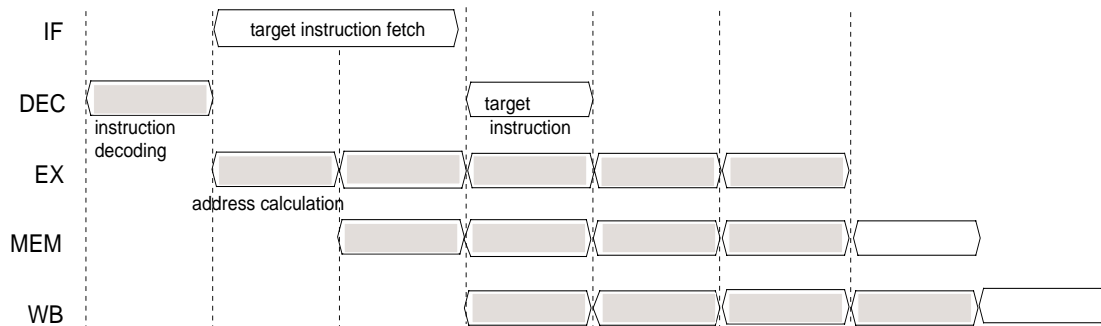 IF
target instruction fetch
DEC
target
instruction
instruction
decoding
EX
address calculation
MEM
WB